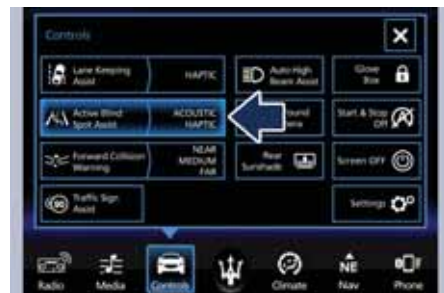 Controls
Lane Keeping
Assist
HAPTIC
Auto High
Beam Assist
Glove
Box
Active Blind
Spot Assist
ACOUSTIC
HAPTIC
Start & Stop
Off
Forward Collision
Warning
NEAR
MEDIUM
FAR
Rear
Sunshade
Screen OFF
90
Traffic Sign
Assist
Settings
Radio
Media
Controls
Climate
NE
Nav
Phone